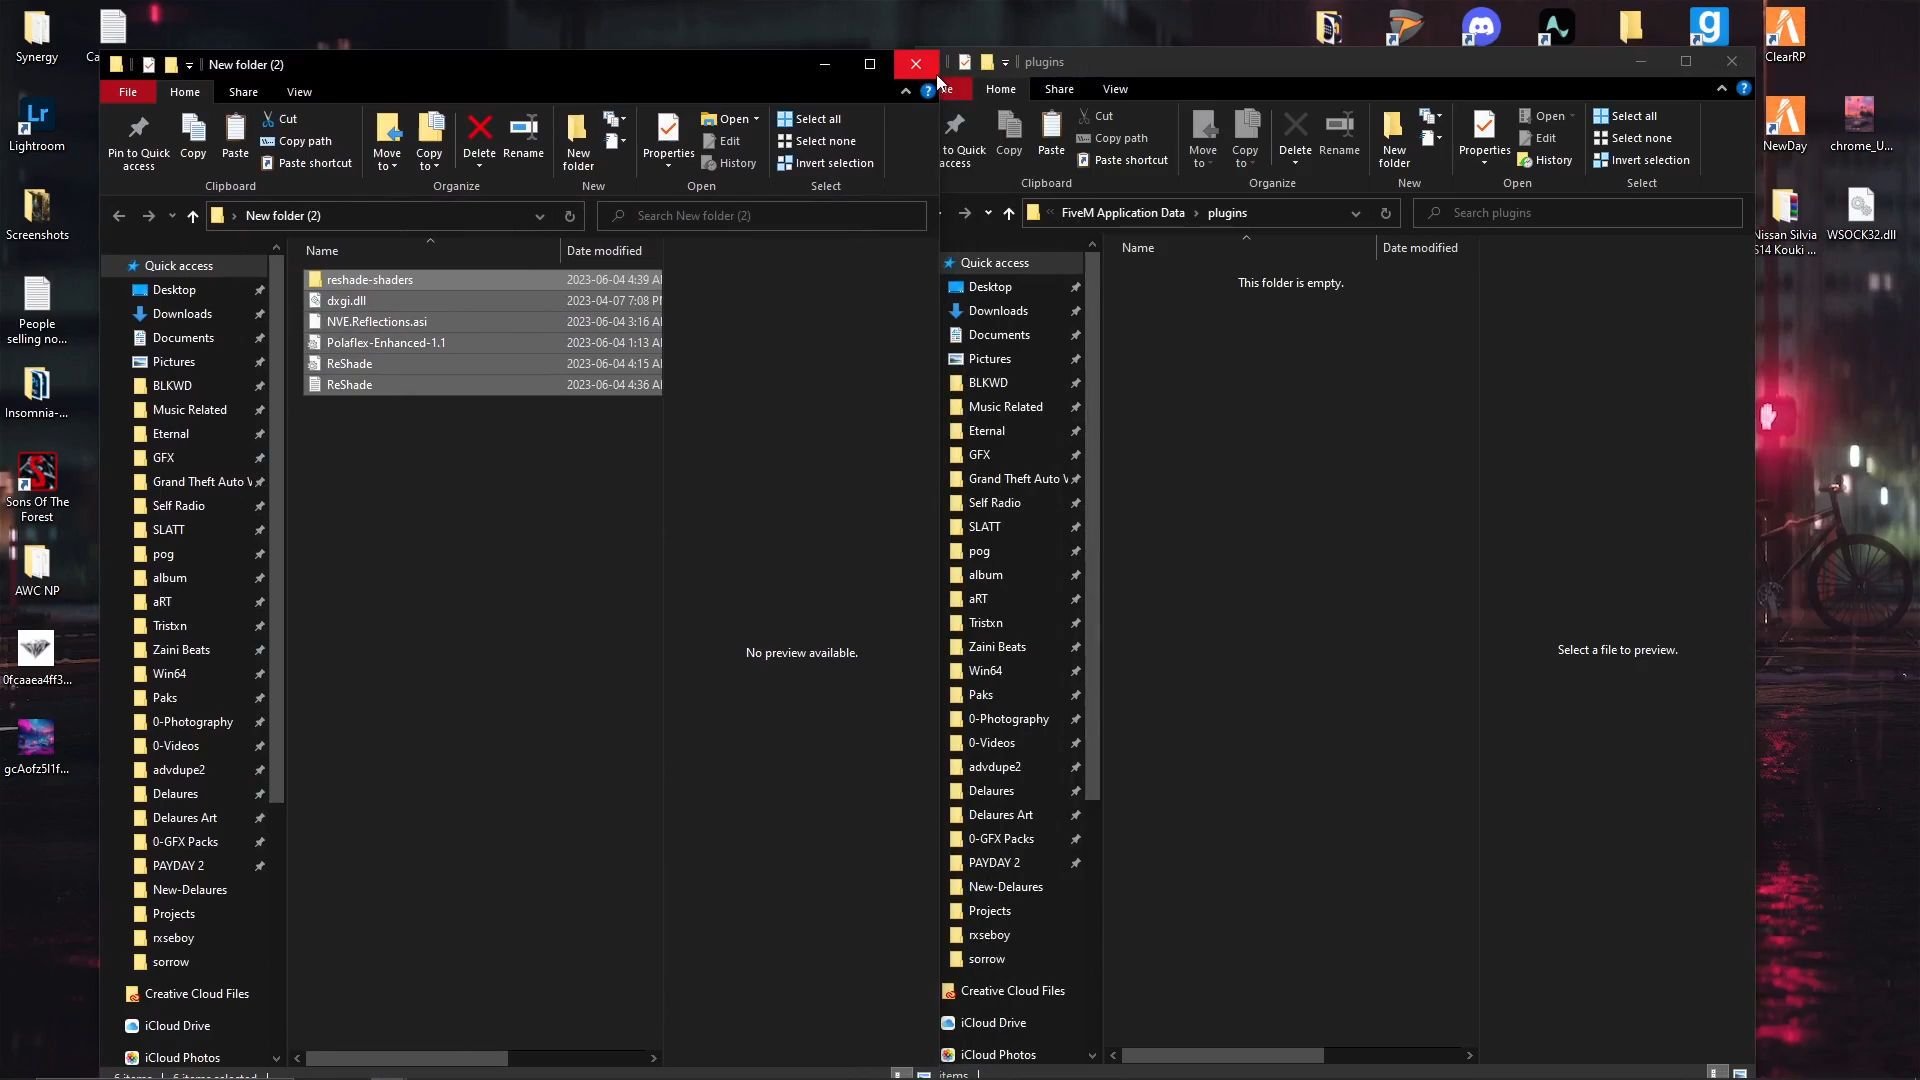 Synergy
Ca
Lightroom
Screenshots
People
selling no...
Insomnia-...
Sons Of The
Forest
AWC NP
0fcaaea4ff3...
gcAofz5l1f...
New folder (2)
File
Home
Share
View
Pin to Quick
access
Copy
Paste
Cut
Copy path
Paste shortcut
Clipboard
Move
to
Copy
to
Delete
Rename
Organize
New
folder
New
Properties
Open
Edit
History
Open
Select all
Select none
Invert selection
Select
New folder (2)
Search New folder (2)
Name
Date modified
reshade-shaders
2023-06-04 4:39 A
dxgi.dll
2023-04-07 7:08 P
NVE.Reflections.asi
2023-06-04 3:16 A
Polaflex-Enhanced-1.1
2023-06-04 1:13 A
ReShade
2023-06-04 4:15 A
ReShade
2023-06-04 4:36 A
No preview available.
Quick access
Desktop
Downloads
Documents
Pictures
BLKWD
Music Related
Eternal
GFX
Grand Theft Auto V
Self Radio
SLATT
pog
album
aRT
Tristxn
Zaini Beats
Win64
Paks
0-Photography
0-Videos
advdupe2
Delaures
Delaures Art
0-GFX Packs
PAYDAY 2
New-Delaures
Projects
rxseboy
sorrow
Creative Cloud Files
iCloud Drive
iCloud Photos
6 items
6 items selected
plugins
le
Home
Share
View
to Quick
access
Copy
Paste
Cut
Copy path
Paste shortcut
Clipboard
Move
to
Copy
to
Delete
Rename
Organize
New
folder
New
Properties
Open
Edit
History
Open
Select all
Select none
Invert selection
Select
FiveM Application Data
plugins
Search plugins
Name
Date modified
This folder is empty.
Select a file to preview.
Quick access
Desktop
Downloads
Documents
Pictures
BLKWD
Music Related
Eternal
GFX
Grand Theft Auto V
Self Radio
SLATT
pog
album
aRT
Tristxn
Zaini Beats
Win64
Paks
0-Photography
0-Videos
advdupe2
Delaures
Delaures Art
0-GFX Packs
PAYDAY 2
New-Delaures
Projects
rxseboy
sorrow
Creative Cloud Files
iCloud Drive
iCloud Photos
items
ClearRP
NewDay
chrome_U...
Nissan Silvia
S14 Kouki ...
WSOCK32.dll